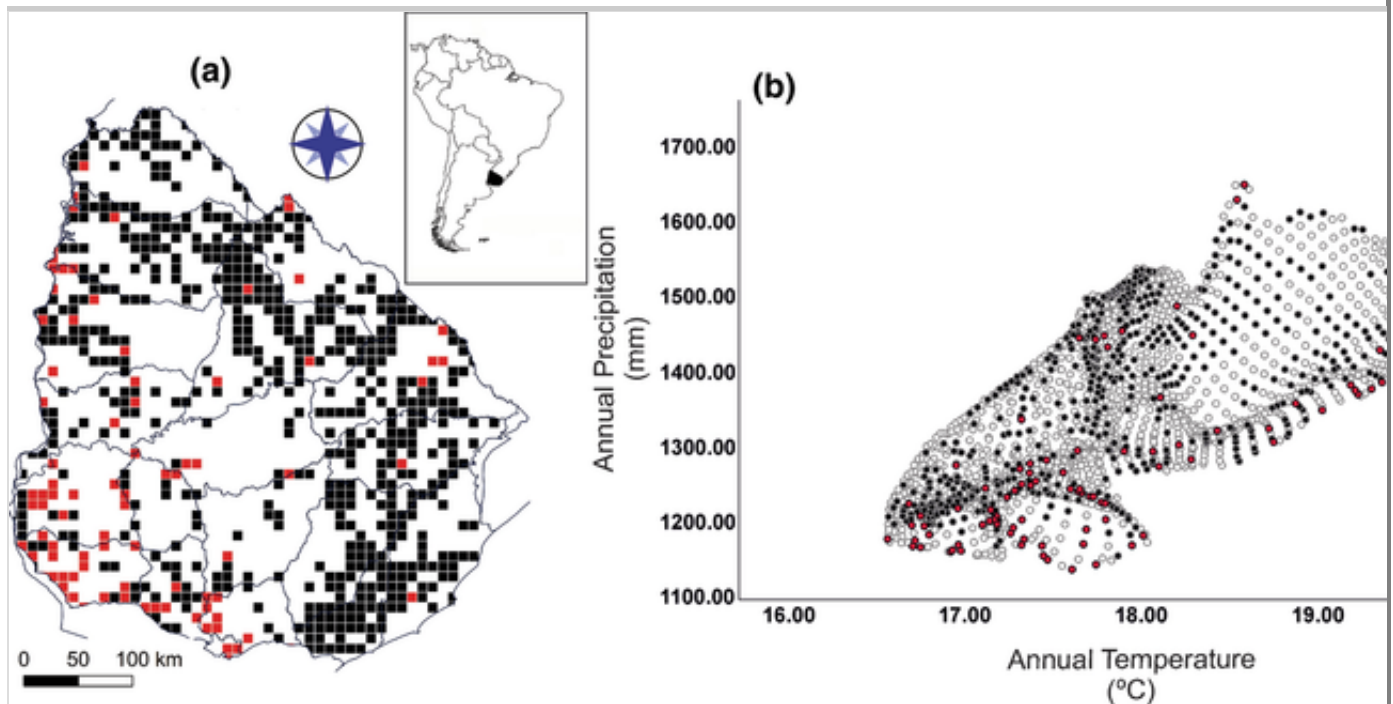 (a)
0 50 100 km
(b)
Annual Precipitation
(mm)
1700.00
1600.00
1500.00
1400.00
1300.00
1200.00
1100.00
16.00 17.00 18.00 19.00
Annual Temperature
(ºC)